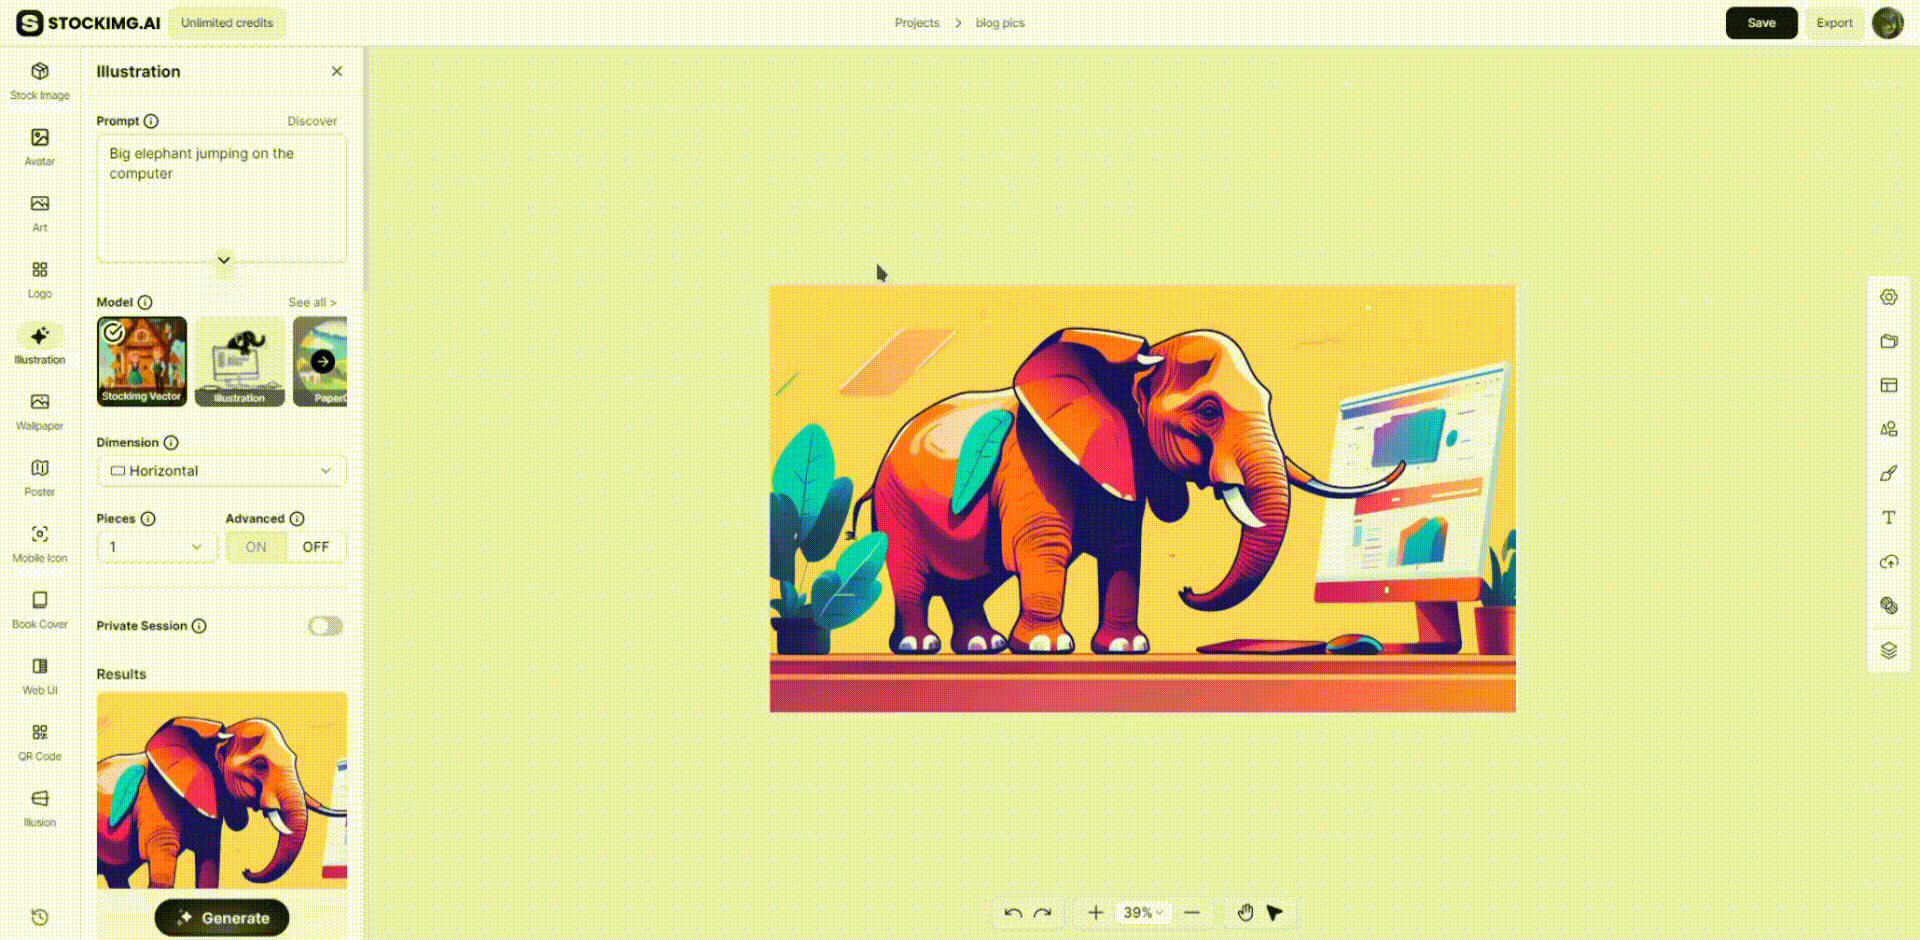 STOCKIMG.AI
Unlimited credits
Projects > blog pics
Save
Export
Stock Image
Avatar
Art
Logo
Illustration
Wallpaper
Poster
Mobile Icon
Book Cover
Web UI
QR Code
Illusion
Illustration
Prompt
Discover
Big elephant jumping on the
computer
Model
See all >
Stockimg Vector
Illustration
PaperC
Dimension
Horizontal
Pieces
Advanced
1
ON
OFF
Private Session
Results
Generate
39%